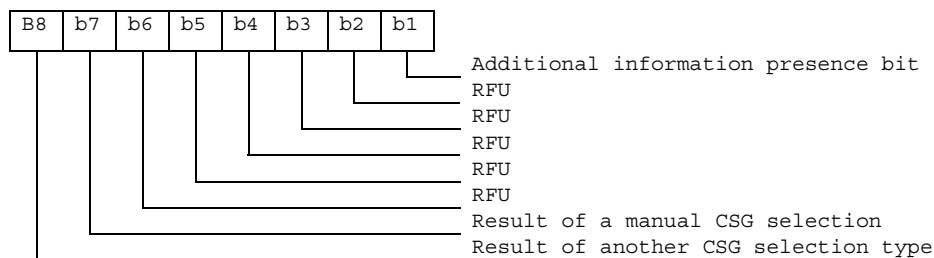 B8 b7 b6 b5 b4 b3 b2 b1
Additional information presence bit
RFU
RFU
RFU
RFU
RFU
Result of a manual CSG selection
Result of another CSG selection type